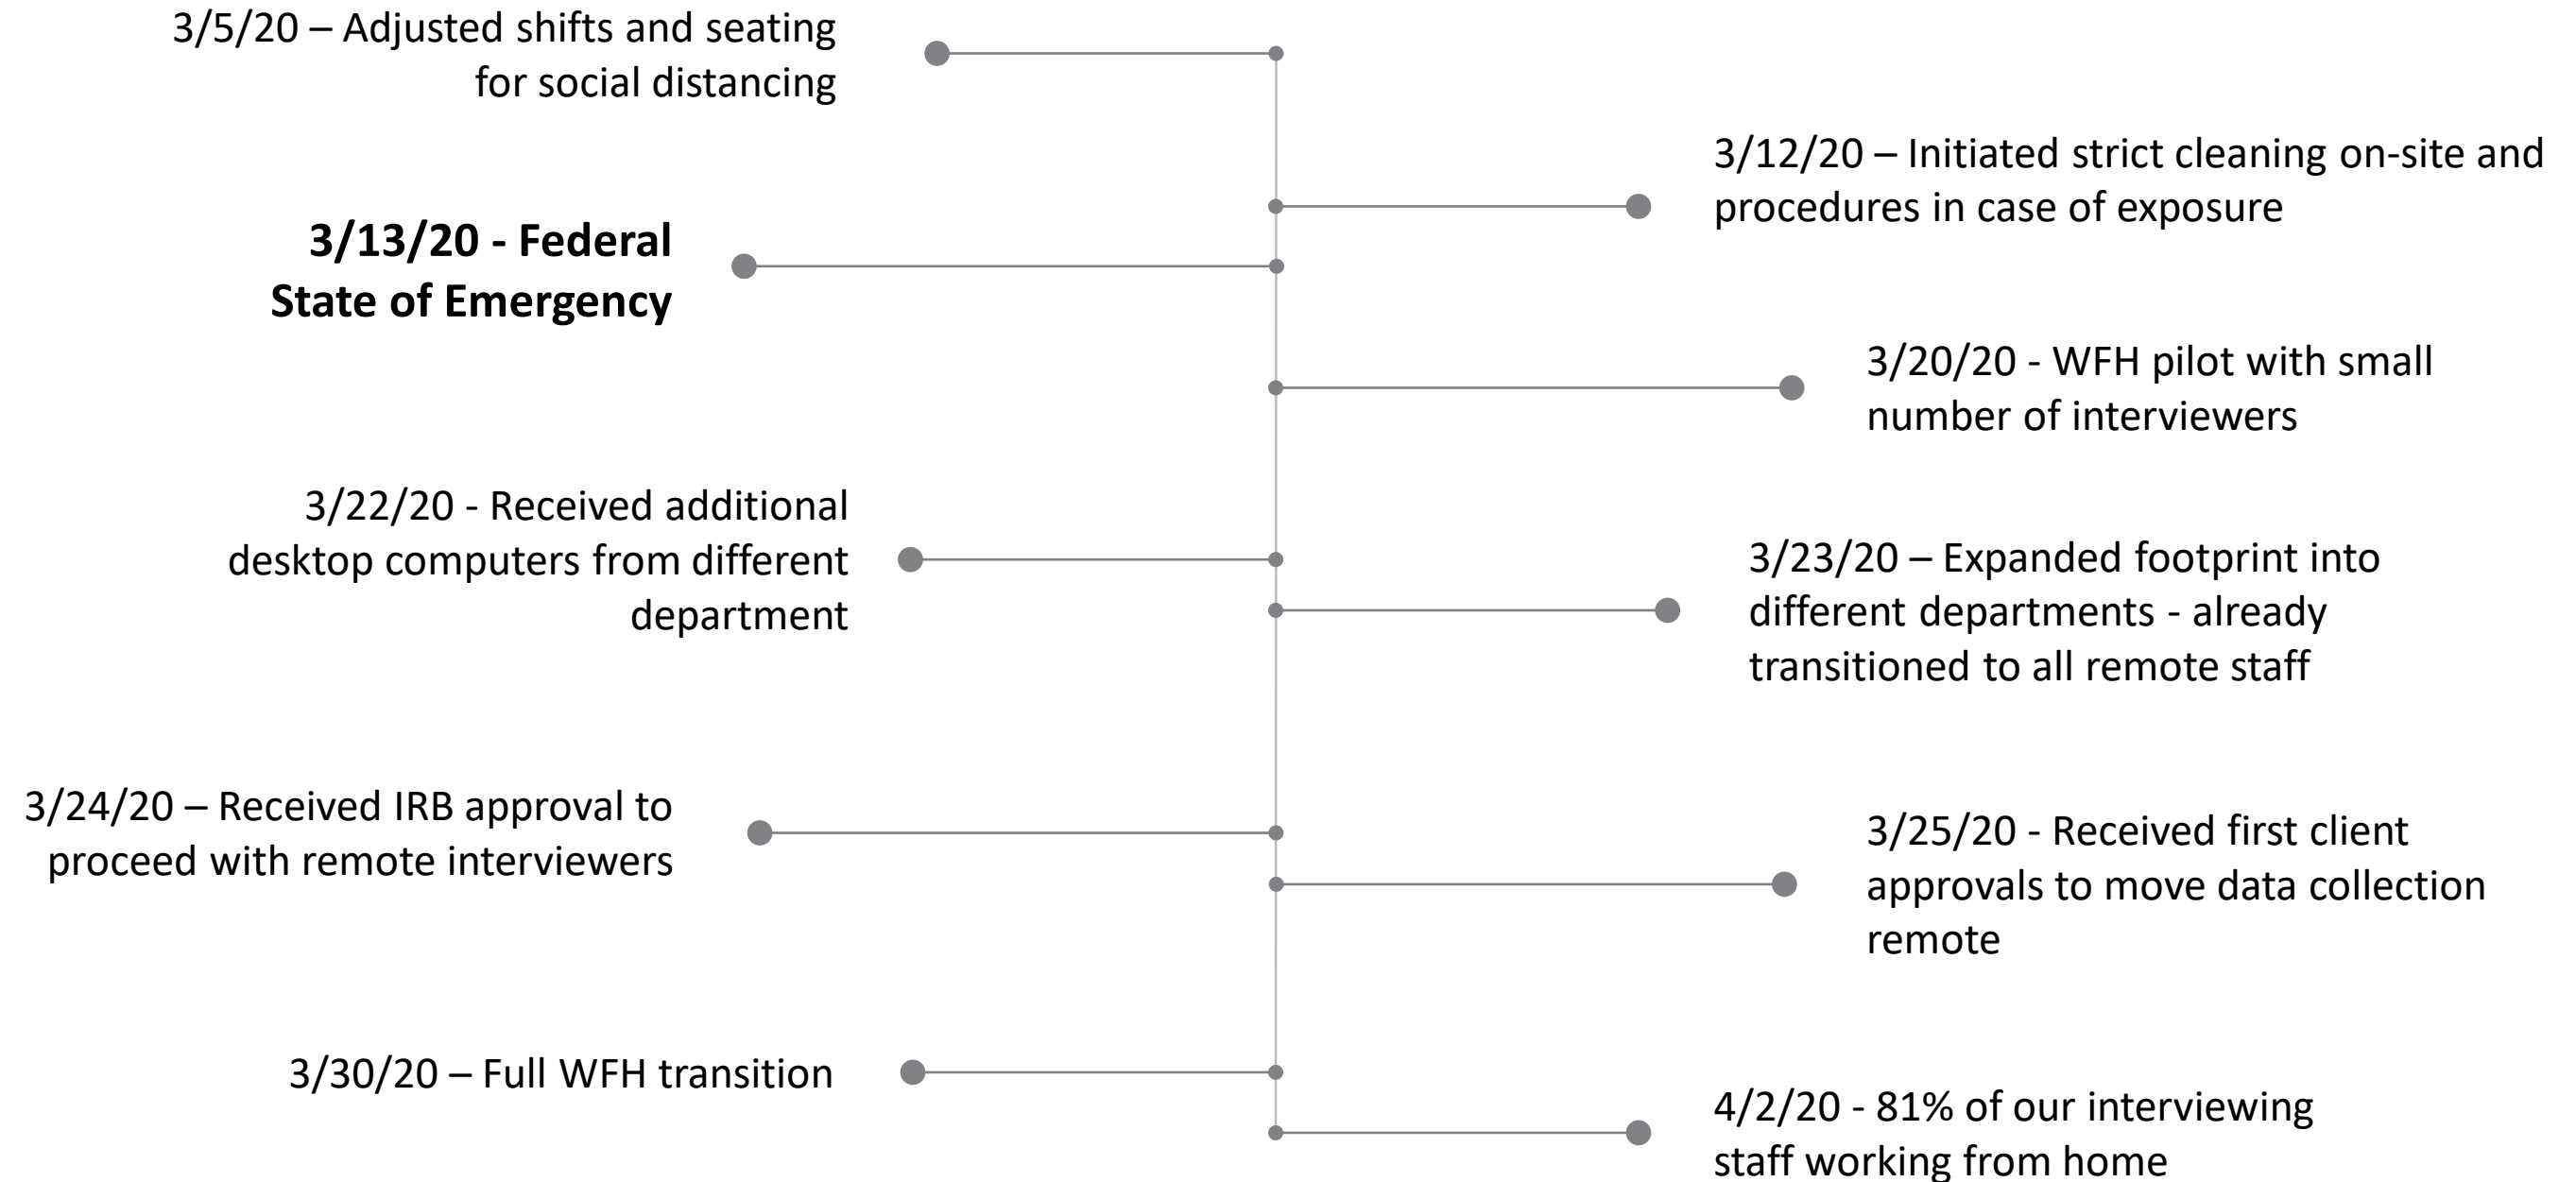 3/5/20 – Adjusted shifts and seating
for social distancing
3/12/20 – Initiated strict cleaning on-site and
procedures in case of exposure
3/13/20 - Federal
State of Emergency
3/20/20 - WFH pilot with small
number of interviewers
3/22/20 - Received additional
desktop computers from different
department
3/23/20 – Expanded footprint into
different departments - already
transitioned to all remote staff
3/24/20 – Received IRB approval to
proceed with remote interviewers
3/25/20 - Received first client
approvals to move data collection
remote
3/30/20 – Full WFH transition
4/2/20 - 81% of our interviewing
staff working from home